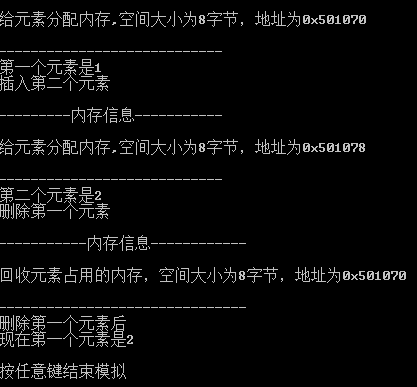 给元素分配内存,空间大小为8字节，地址为0x501070
----------------------------
第一个元素是1
插入第二个元素
---------内存信息-----------
给元素分配内存,空间大小为8字节，地址为0x501078
----------------------------
第二个元素是2
删除第一个元素
-----------内存信息------------
回收元素占用的内存，空间大小为8字节，地址为0x501070
-------------------------------
删除第一个元素后
现在第一个元素是2
按任意键结束模拟